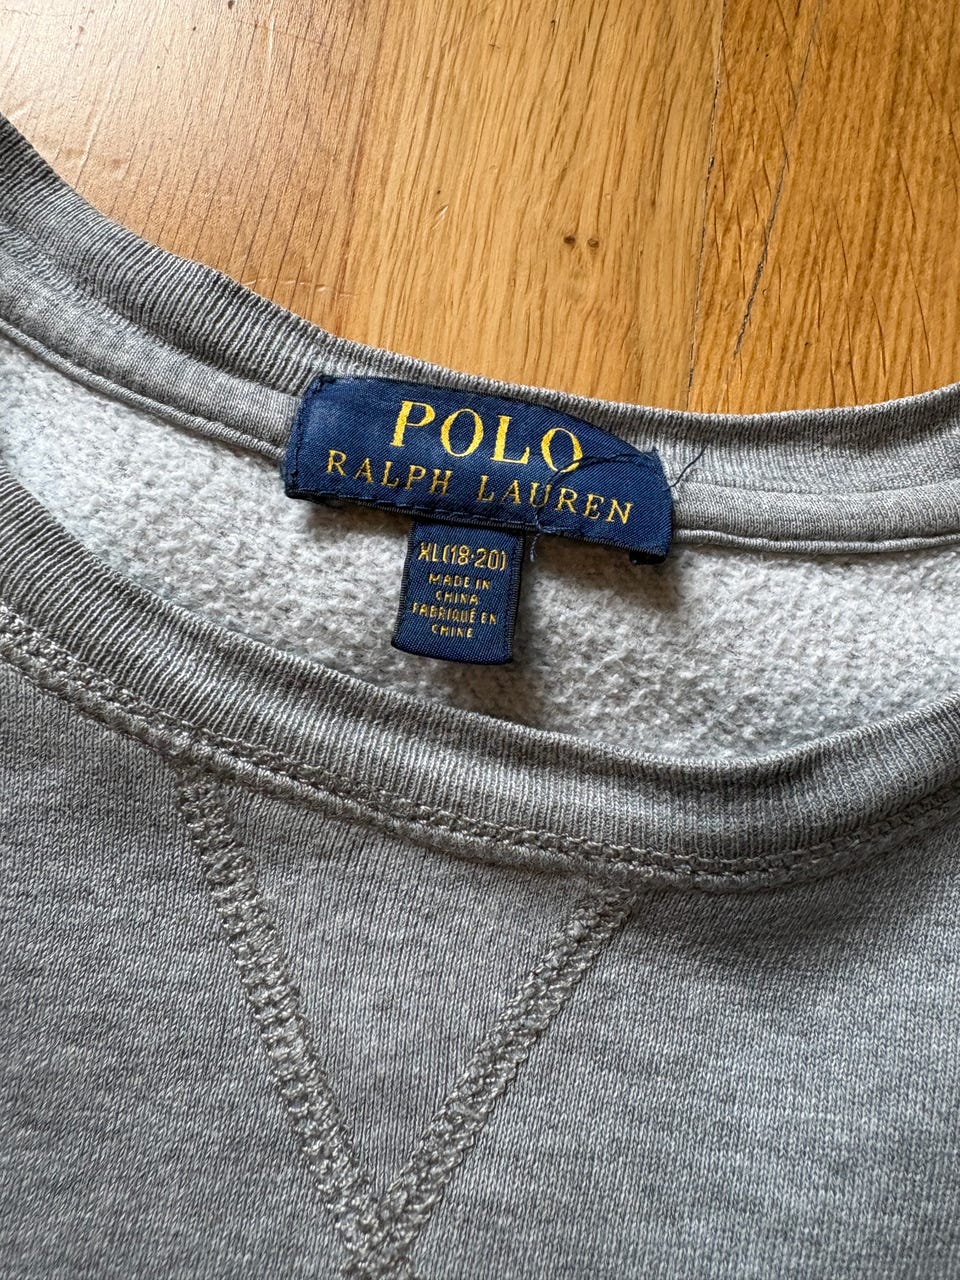 POLO
RALPH LAUREN
XL(18-20)
MADE IN
CHINA
FABRIQUÉ EN
CHINE